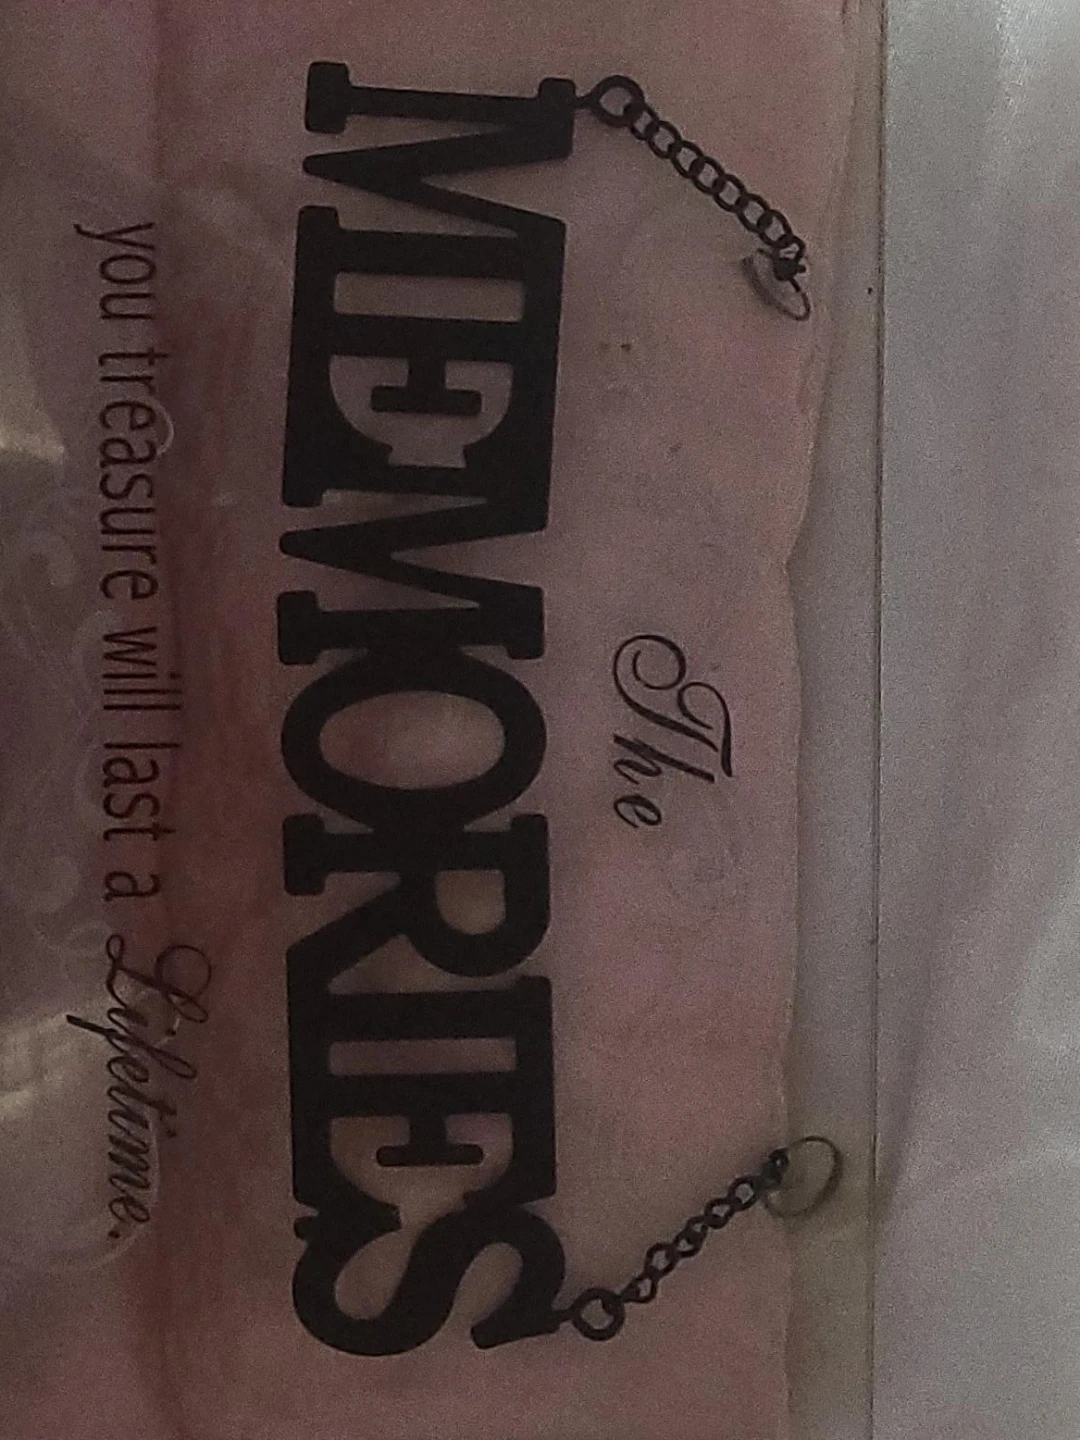 The
MEMORIES
you treasure will last a Lifetime.